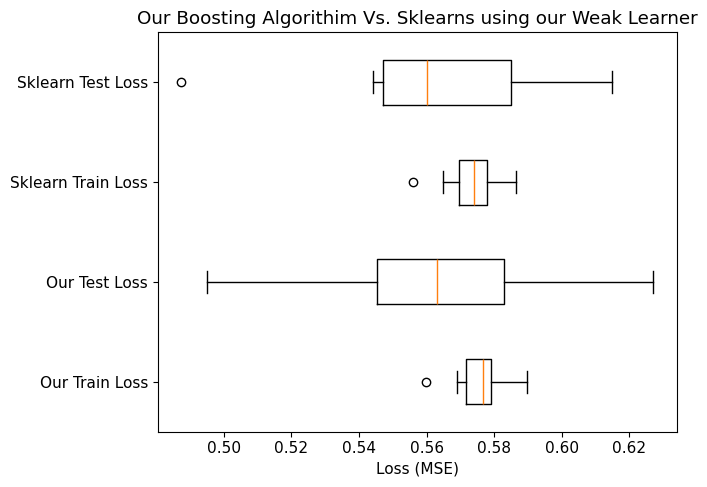 Our Boosting Algorithim Vs. Sklearns using our Weak Learner
Sklearn Test Loss
Sklearn Train Loss
Our Test Loss
Our Train Loss
0.50 0.52 0.54 0.56 0.58 0.60 0.62
Loss (MSE)